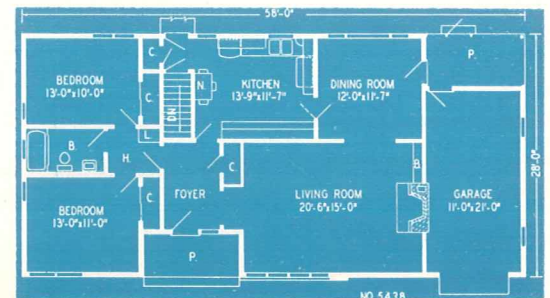 58'-0"
C.
P.
BEDROOM
13'-0"x10'-0"
C.
N.
KITCHEN
13'-9"x11'-7"
DINING ROOM
12'-0"x11'-7"
DN
L.
B.
H.
C.
B.
28'-0"
BEDROOM
13'-0"x11'-0"
C.
FOYER
LIVING ROOM
20'-6"x15'-0"
GARAGE
11'-0"x21'-0"
P.
NO. 5428